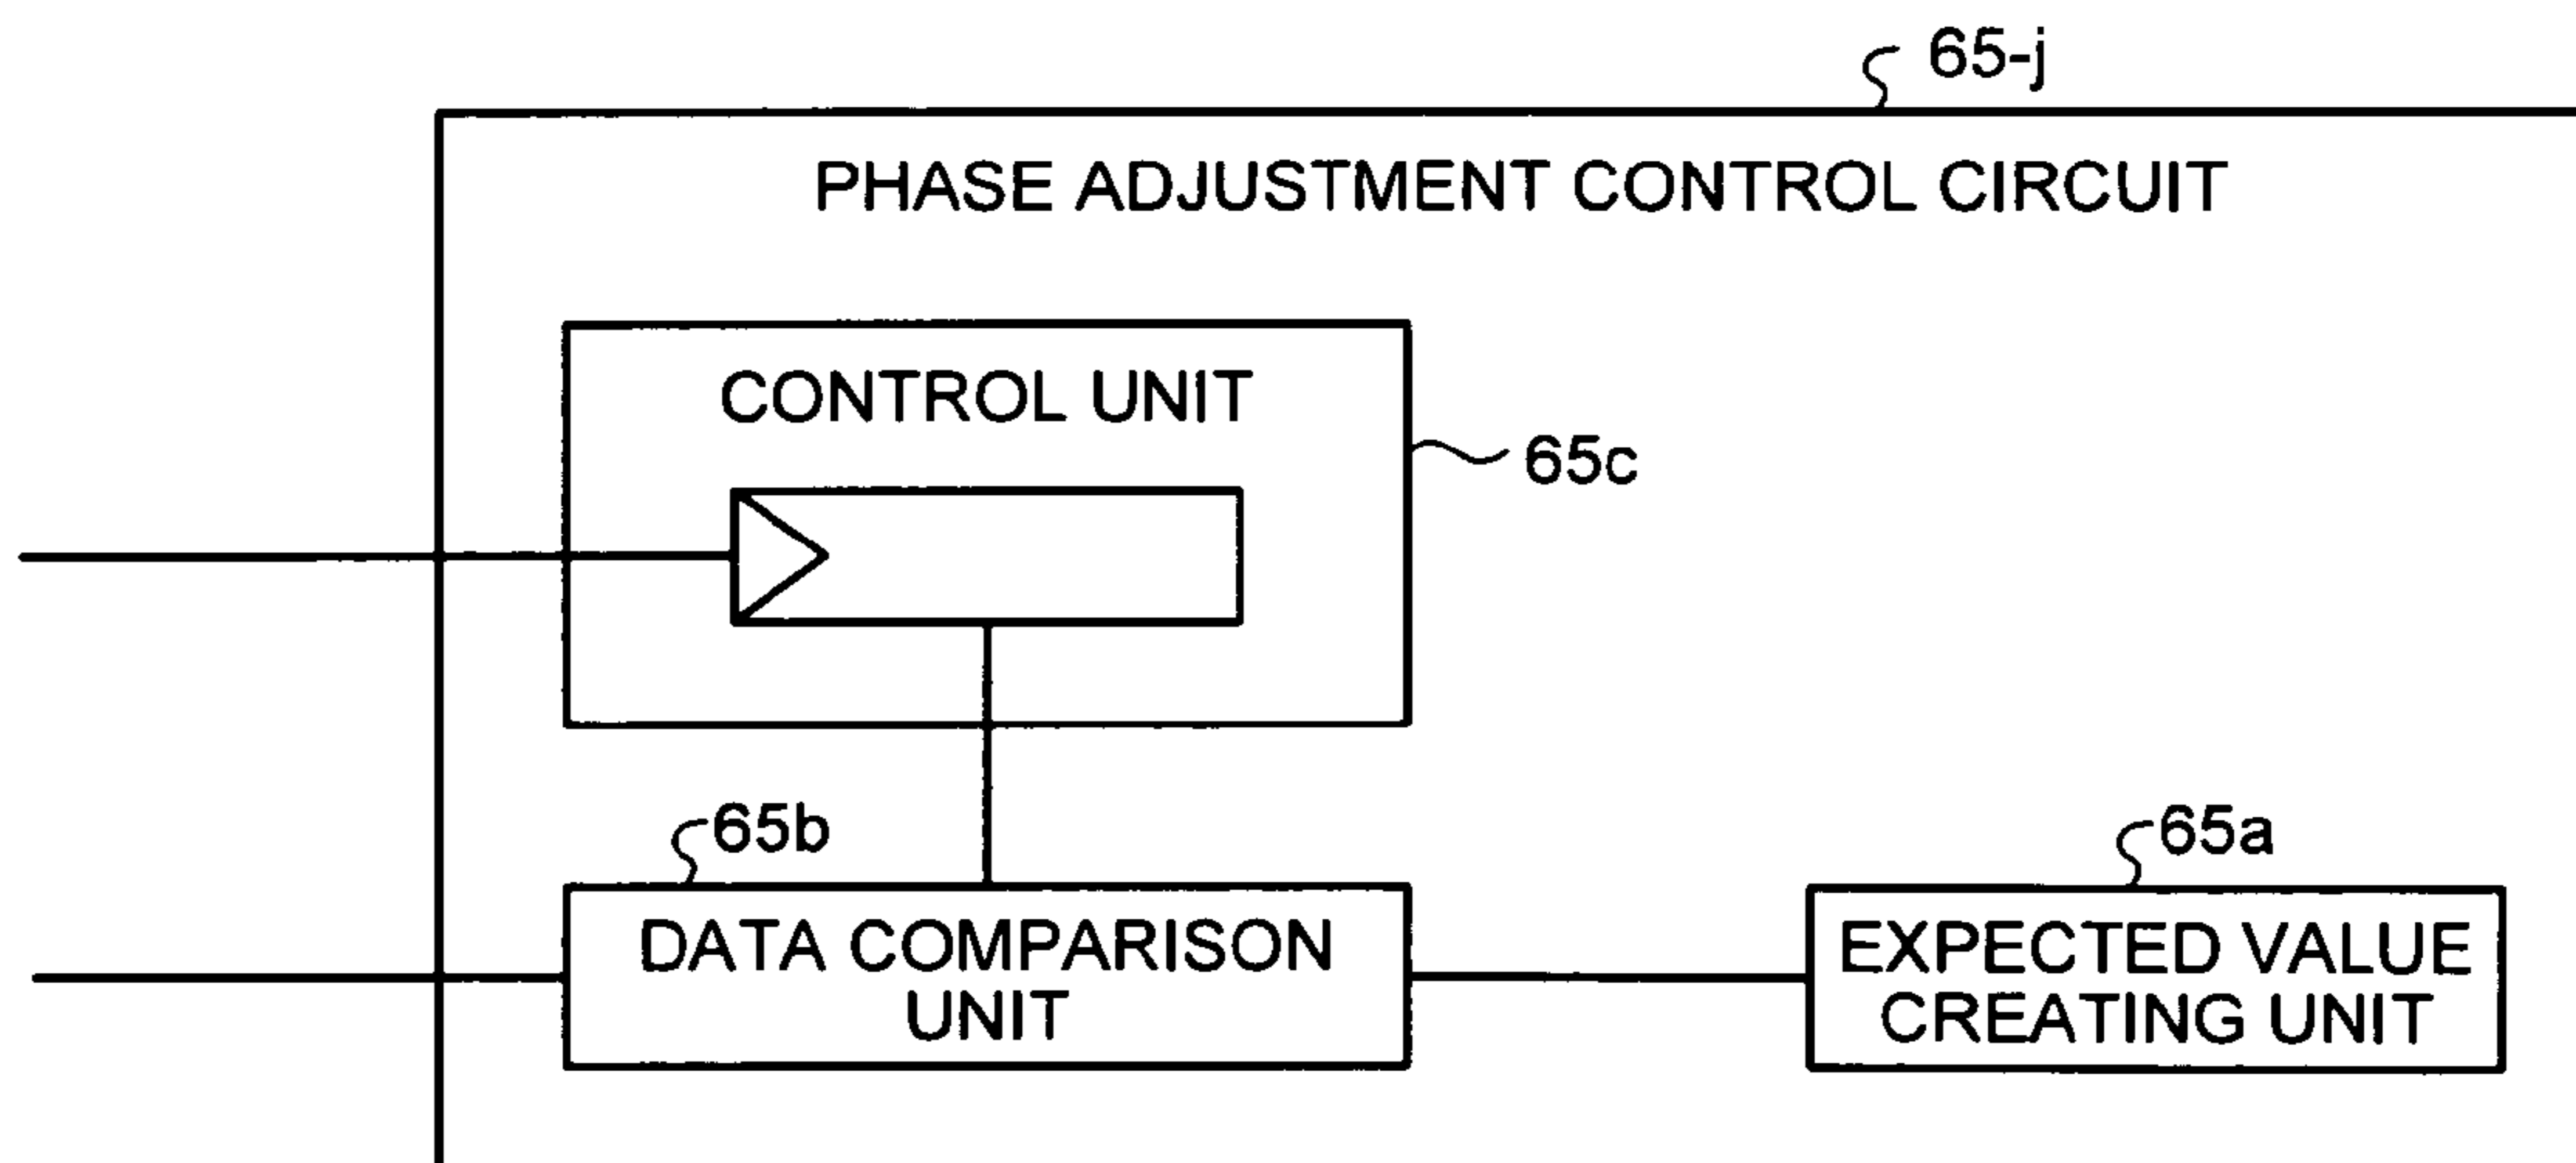 65-j
PHASE ADJUSTMENT CONTROL CIRCUIT
CONTROL UNIT
65c
65b
65a
DATA COMPARISON
UNIT
EXPECTED VALUE
CREATING UNIT